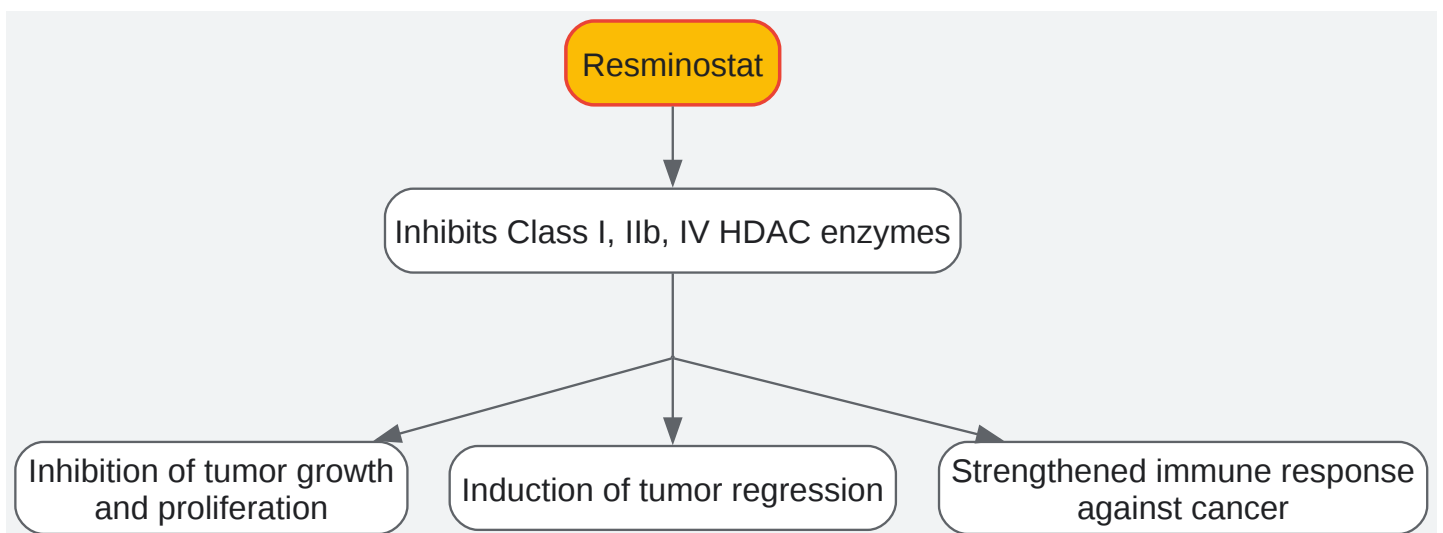 Resminostat
Inhibits Class I, IIb, IV HDAC enzymes
Inhibition of tumor growth
and proliferation
Induction of tumor regression
Strengthened immune response
against cancer